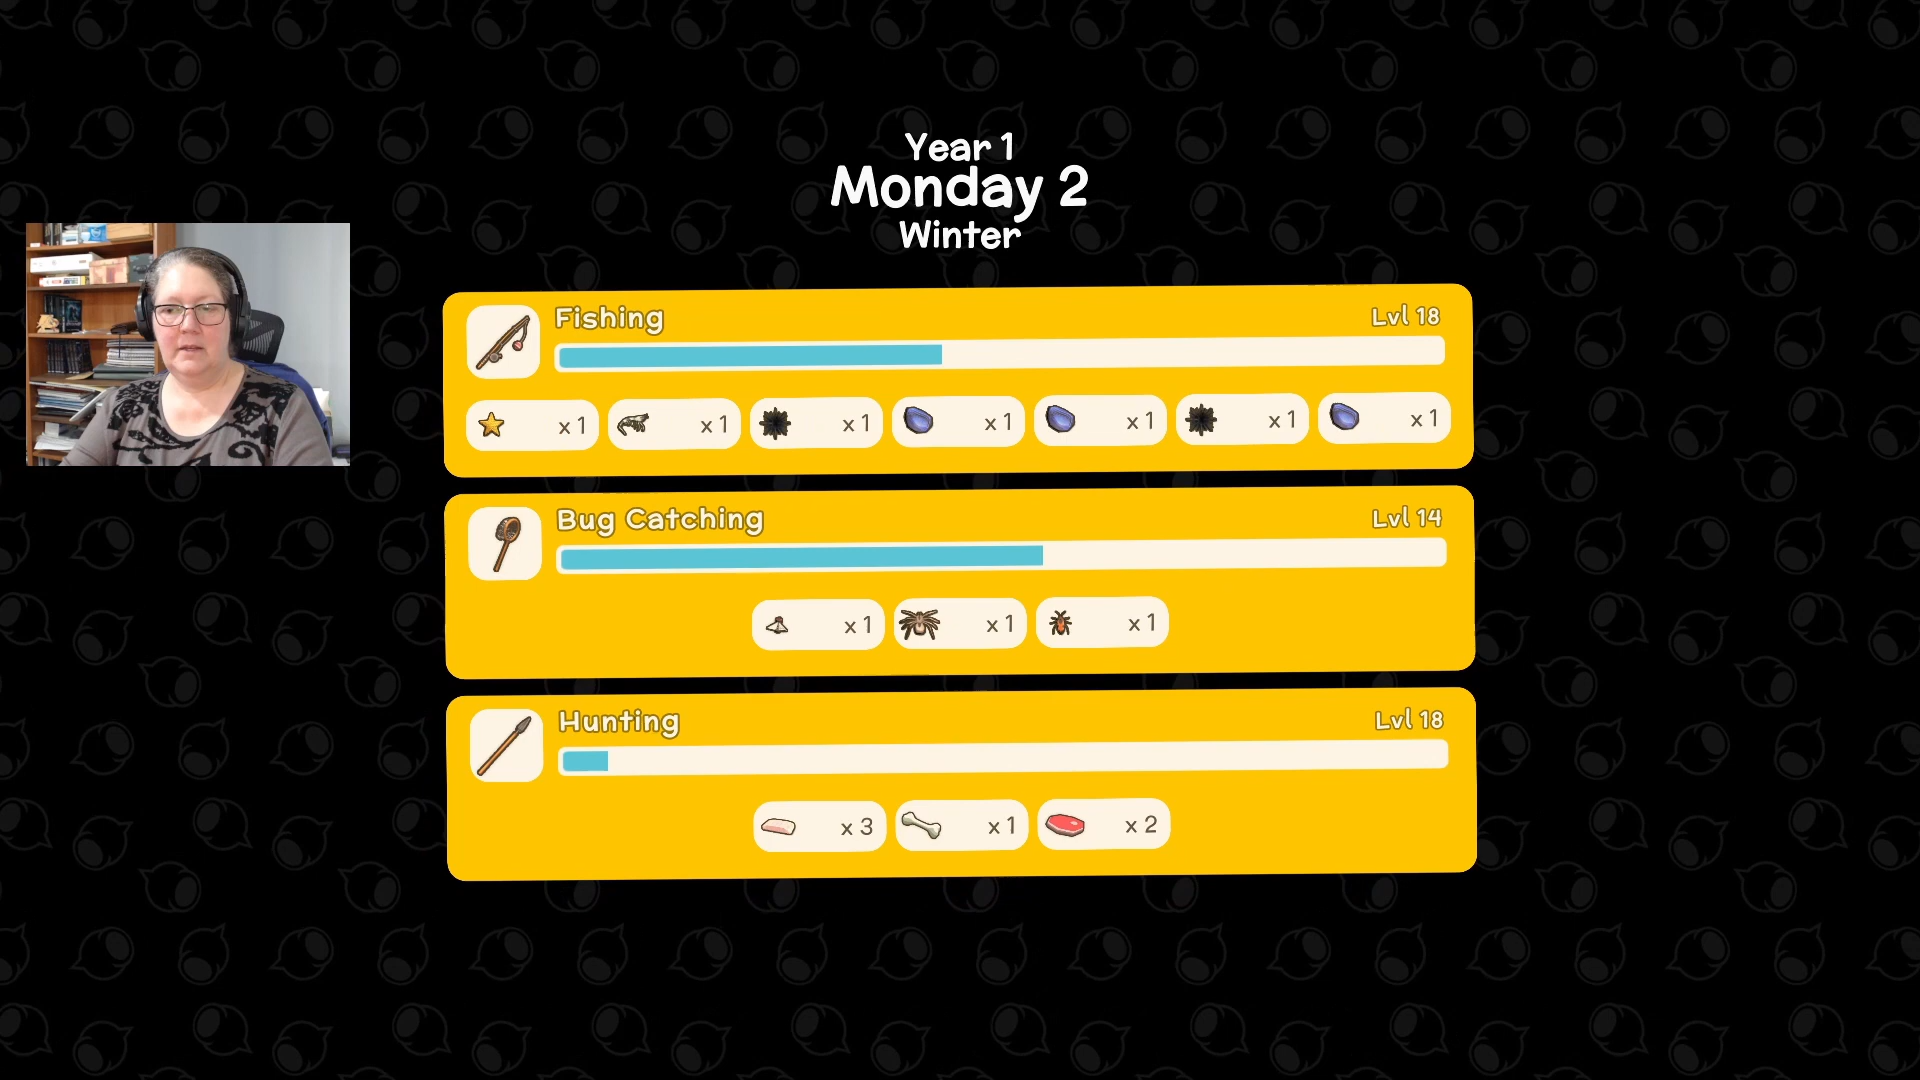 Year 1
Monday 2
Winter
Fishing
Lvl 18
x 1
x 1
x 1
x 1
x 1
x 1
x 1
Bug Catching
Lvl 14
x 1
x 1
x 1
Hunting
Lvl 18
x 3
x 1
x 2